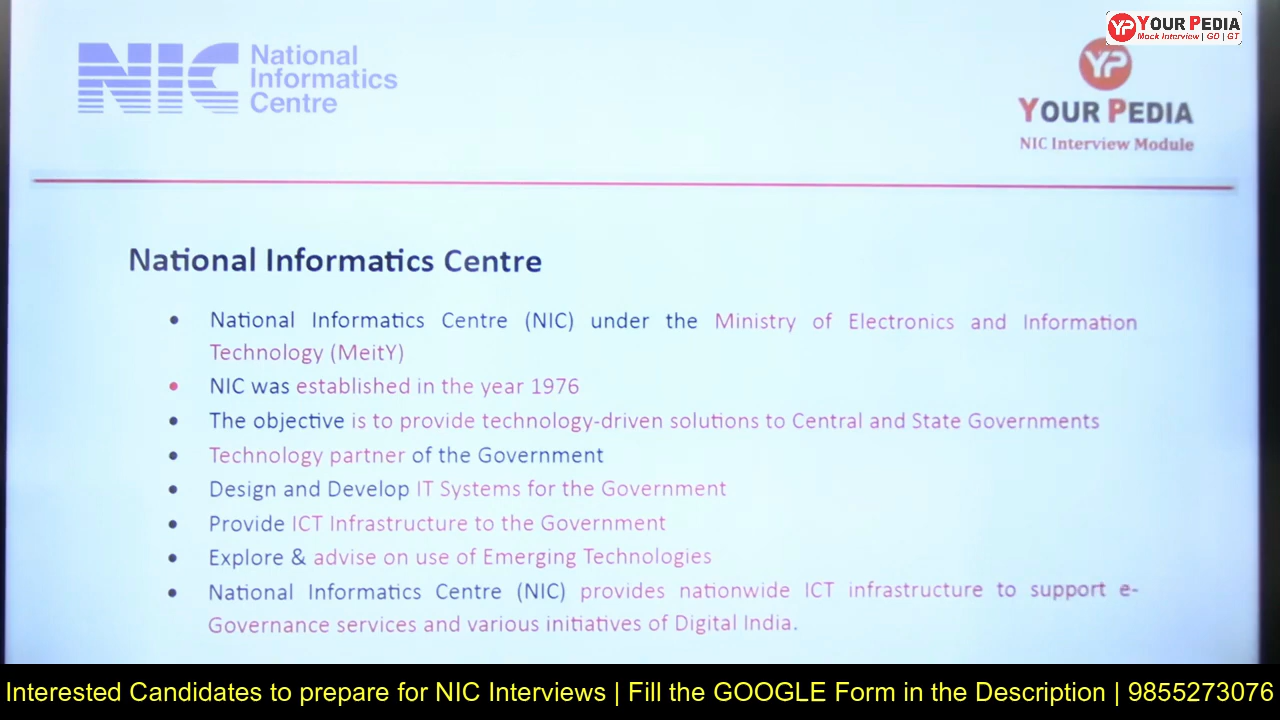 YP YOUR PEDIA
Mock Interview | GD | GT
NIC National
Informatics
Centre
YP
YOUR PEDIA
NIC Interview Module
National Informatics Centre
• National Informatics Centre (NIC) under the Ministry of Electronics and Information
Technology (MeitY)
• NIC was established in the year 1976
• The objective is to provide technology-driven solutions to Central and State Governments
• Technology partner of the Government
• Design and Develop IT Systems for the Government
• Provide ICT Infrastructure to the Government
• Explore & advise on use of Emerging Technologies
• National Informatics Centre (NIC) provides nationwide ICT infrastructure to support e-
Governance services and various initiatives of Digital India.
Interested Candidates to prepare for NIC Interviews | Fill the GOOGLE Form in the Description | 9855273076